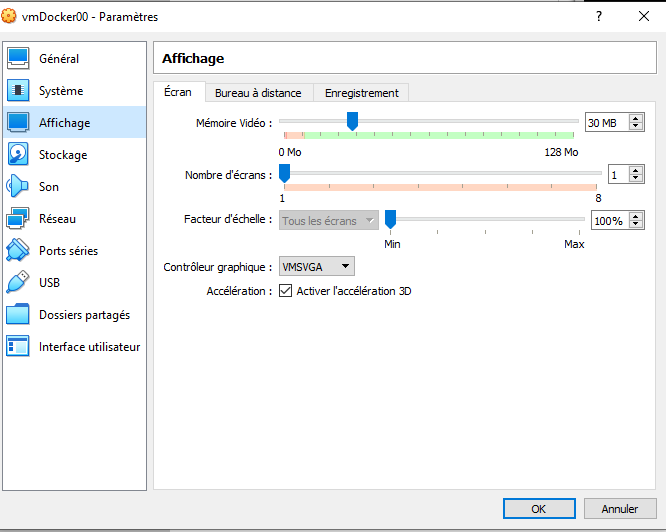 vmDocker00 - Paramètres
Général
Système
Affichage
Stockage
Son
Réseau
Ports séries
USB
Dossiers partagés
Interface utilisateur
Affichage
Écran
Bureau à distance
Enregistrement
Mémoire Vidéo :
30 MB
0 Mo
128 Mo
Nombre d'écrans :
1
1
8
Facteur d'échelle :
Tous les écrans
100%
Min
Max
Contrôleur graphique :
VMSVGA
Accélération :
Activer l'accélération 3D
OK
Annuler